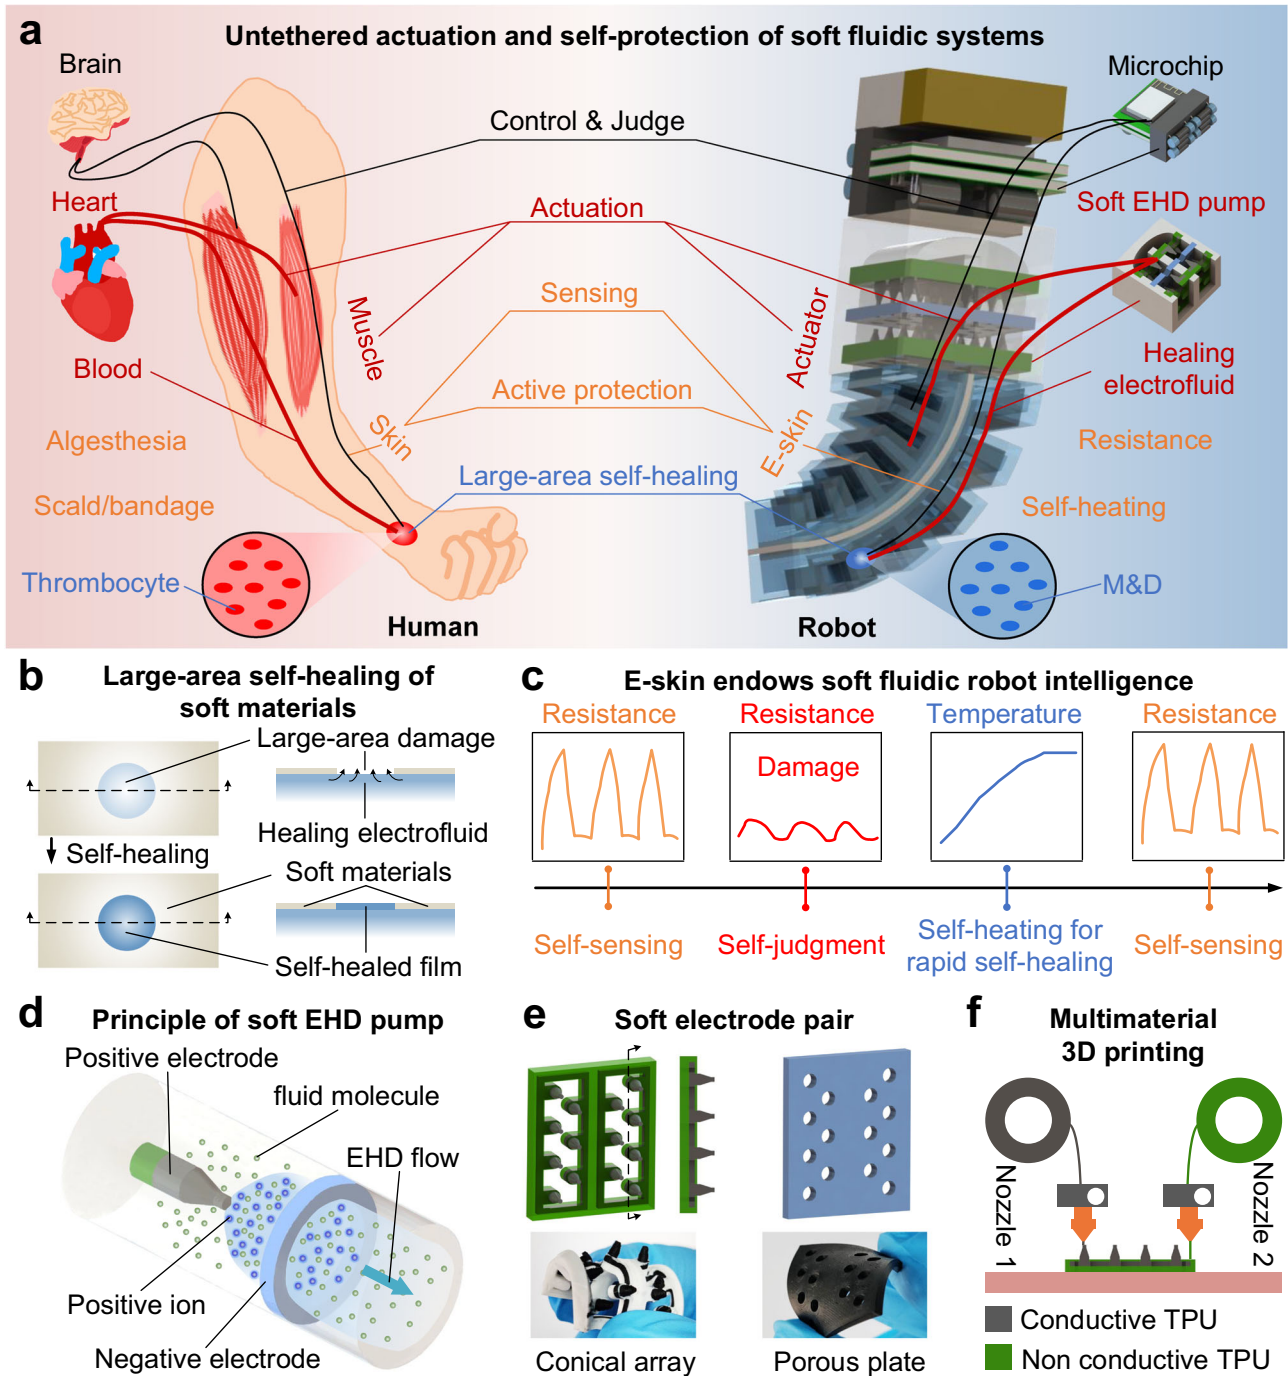 a
Untethered actuation and self-protection of soft fluidic systems
Brain
Microchip
Control & Judge
Heart
Soft EHD pump
Actuation
Sensing
Muscle
Actuator
Blood
Healing
electrofluid
Active protection
Skin
E-skin
Algesthesia
Resistance
Large-area self-healing
Scald/bandage
Self-heating
Thrombocyte
M&D
Human
Robot
b
Large-area self-healing of
soft materials
Large-area damage
Healing electrofluid
Self-healing
Soft materials
Self-healed film
c
E-skin endows soft fluidic robot intelligence
Resistance
Resistance
Temperature
Resistance
Damage
Self-sensing
Self-judgment
Self-heating for
rapid self-healing
Self-sensing
d
Principle of soft EHD pump
Positive electrode
fluid molecule
EHD flow
Positive ion
Negative electrode
e
Soft electrode pair
Conical array
Porous plate
f
Multimaterial
3D printing
Nozzle 1
Nozzle 2
Conductive TPU
Non conductive TPU